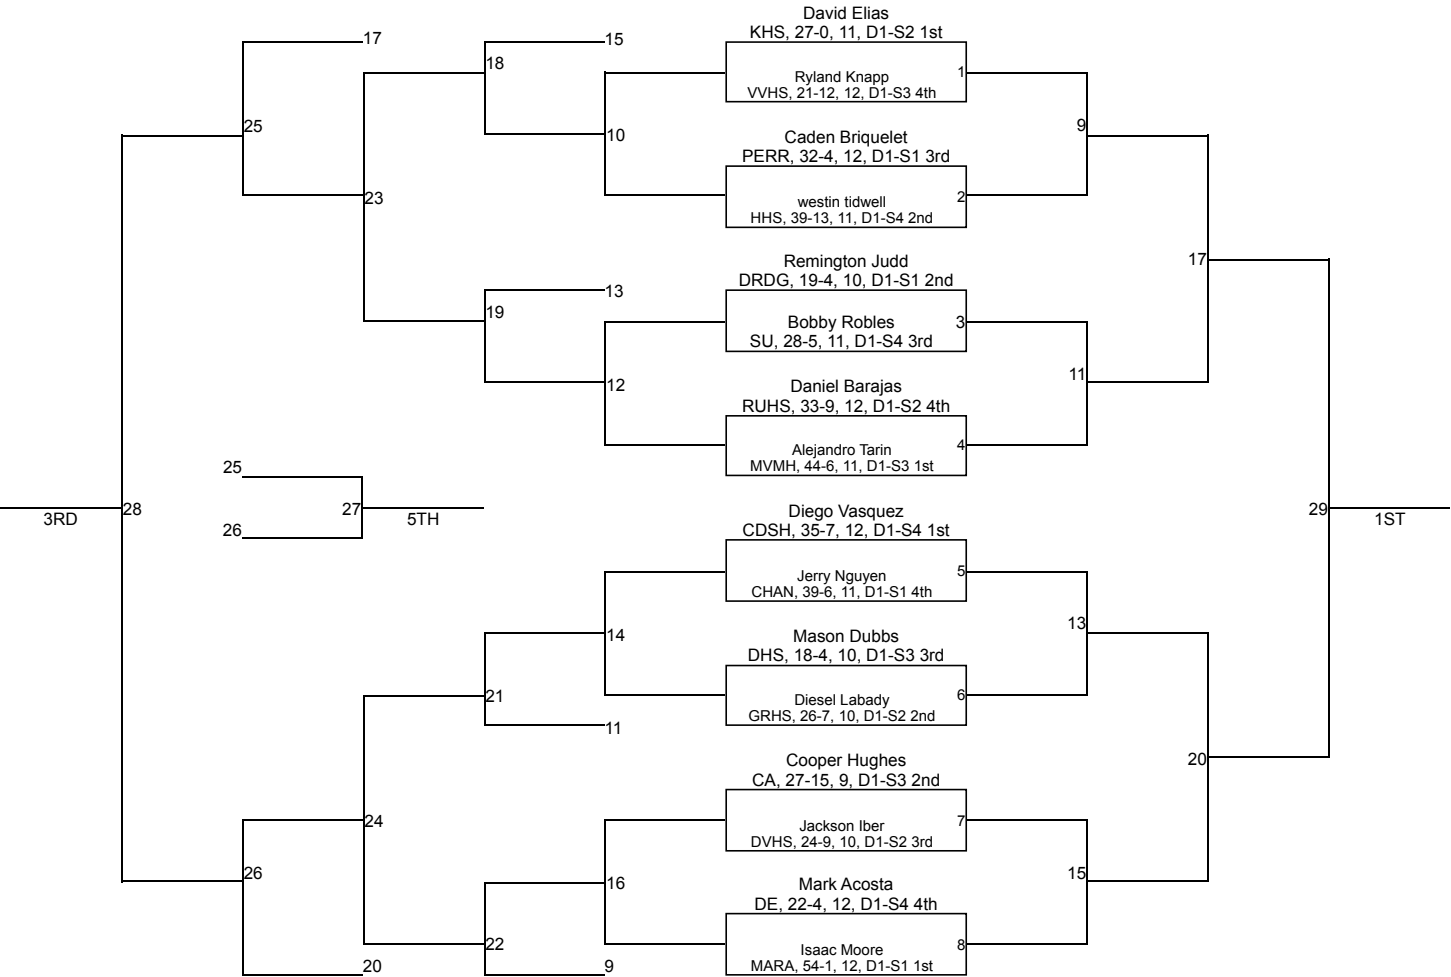 David Elias
KHS, 27-0, 11, D1-S2 1st
Ryland Knapp
VVHS, 21-12, 12, D1-S3 4th
1
Caden Briquelet
PERR, 32-4, 12, D1-S1 3rd
westin tidwell
HHS, 39-13, 11, D1-S4 2nd
2
Remington Judd
DRDG, 19-4, 10, D1-S1 2nd
Bobby Robles
SU, 28-5, 11, D1-S4 3rd
3
Daniel Barajas
RUHS, 33-9, 12, D1-S2 4th
Alejandro Tarin
MVMH, 44-6, 11, D1-S3 1st
4
Diego Vasquez
CDSH, 35-7, 12, D1-S4 1st
Jerry Nguyen
CHAN, 39-6, 11, D1-S1 4th
5
Mason Dubbs
DHS, 18-4, 10, D1-S3 3rd
Diesel Labady
GRHS, 26-7, 10, D1-S2 2nd
6
Cooper Hughes
CA, 27-15, 9, D1-S3 2nd
Jackson Iber
DVHS, 24-9, 10, D1-S2 3rd
7
Mark Acosta
DE, 22-4, 12, D1-S4 4th
Isaac Moore
MARA, 54-1, 12, D1-S1 1st
8
9
11
13
15
17
20
29
1ST
15
10
13
12
14
11
16
9
18
19
21
22
17
23
24
20
25
26
25
26
27
5TH
28
3RD